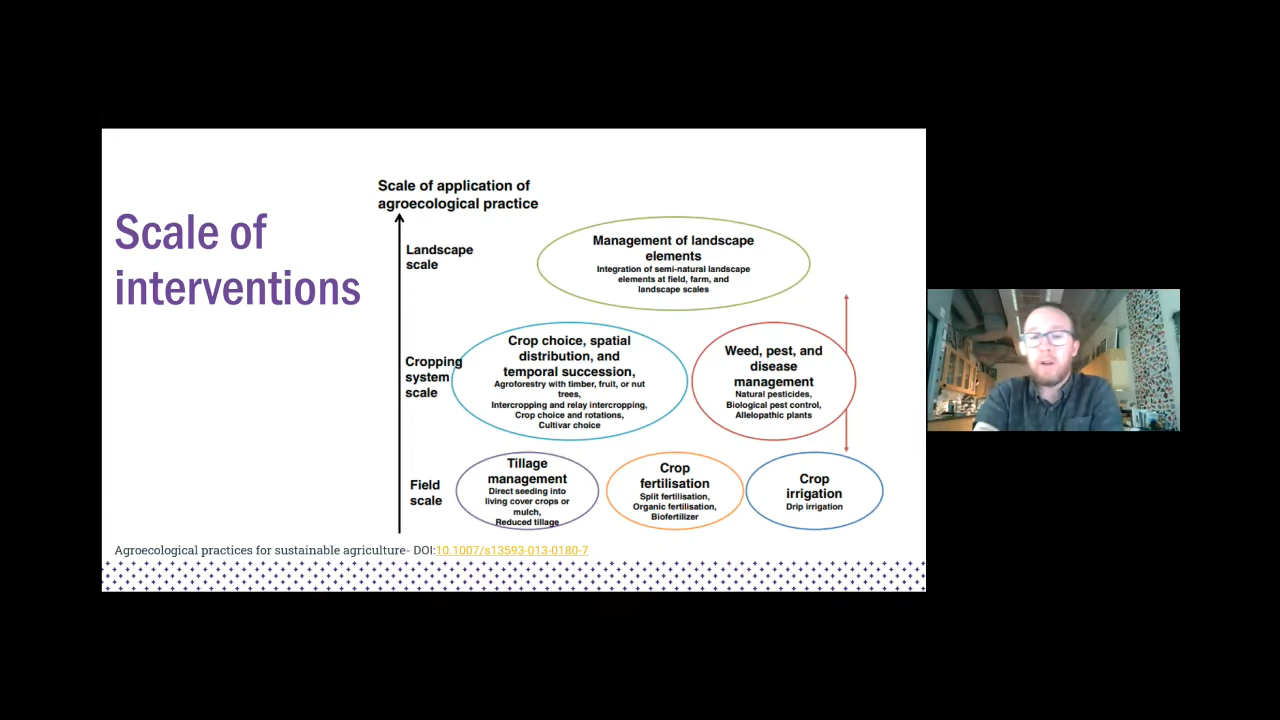 Scale of
interventions
Scale of application of
agroecological practice
Landscape
scale
Management of landscape
elements
Integration of semi-natural landscape
elements at field, farm, and
landscape scales
Cropping
system
scale
Crop choice, spatial
distribution, and
temporal succession,
Agroforestry with timber, fruit, or nut
trees,
Intercropping and relay intercropping,
Crop choice and rotations,
Cultivar choice
Weed, pest, and
disease
management
Natural pesticides,
Biological pest control,
Allelopathic plants
Field
scale
Tillage
management
Direct seeding into
living cover crops or
mulch,
Reduced tillage
Crop
fertilisation
Split fertilisation,
Organic fertilisation,
Biofertilizer
Crop
irrigation
Drip irrigation
Agroecological practices for sustainable agriculture- DOI:10.1007/s13593-013-0180-7